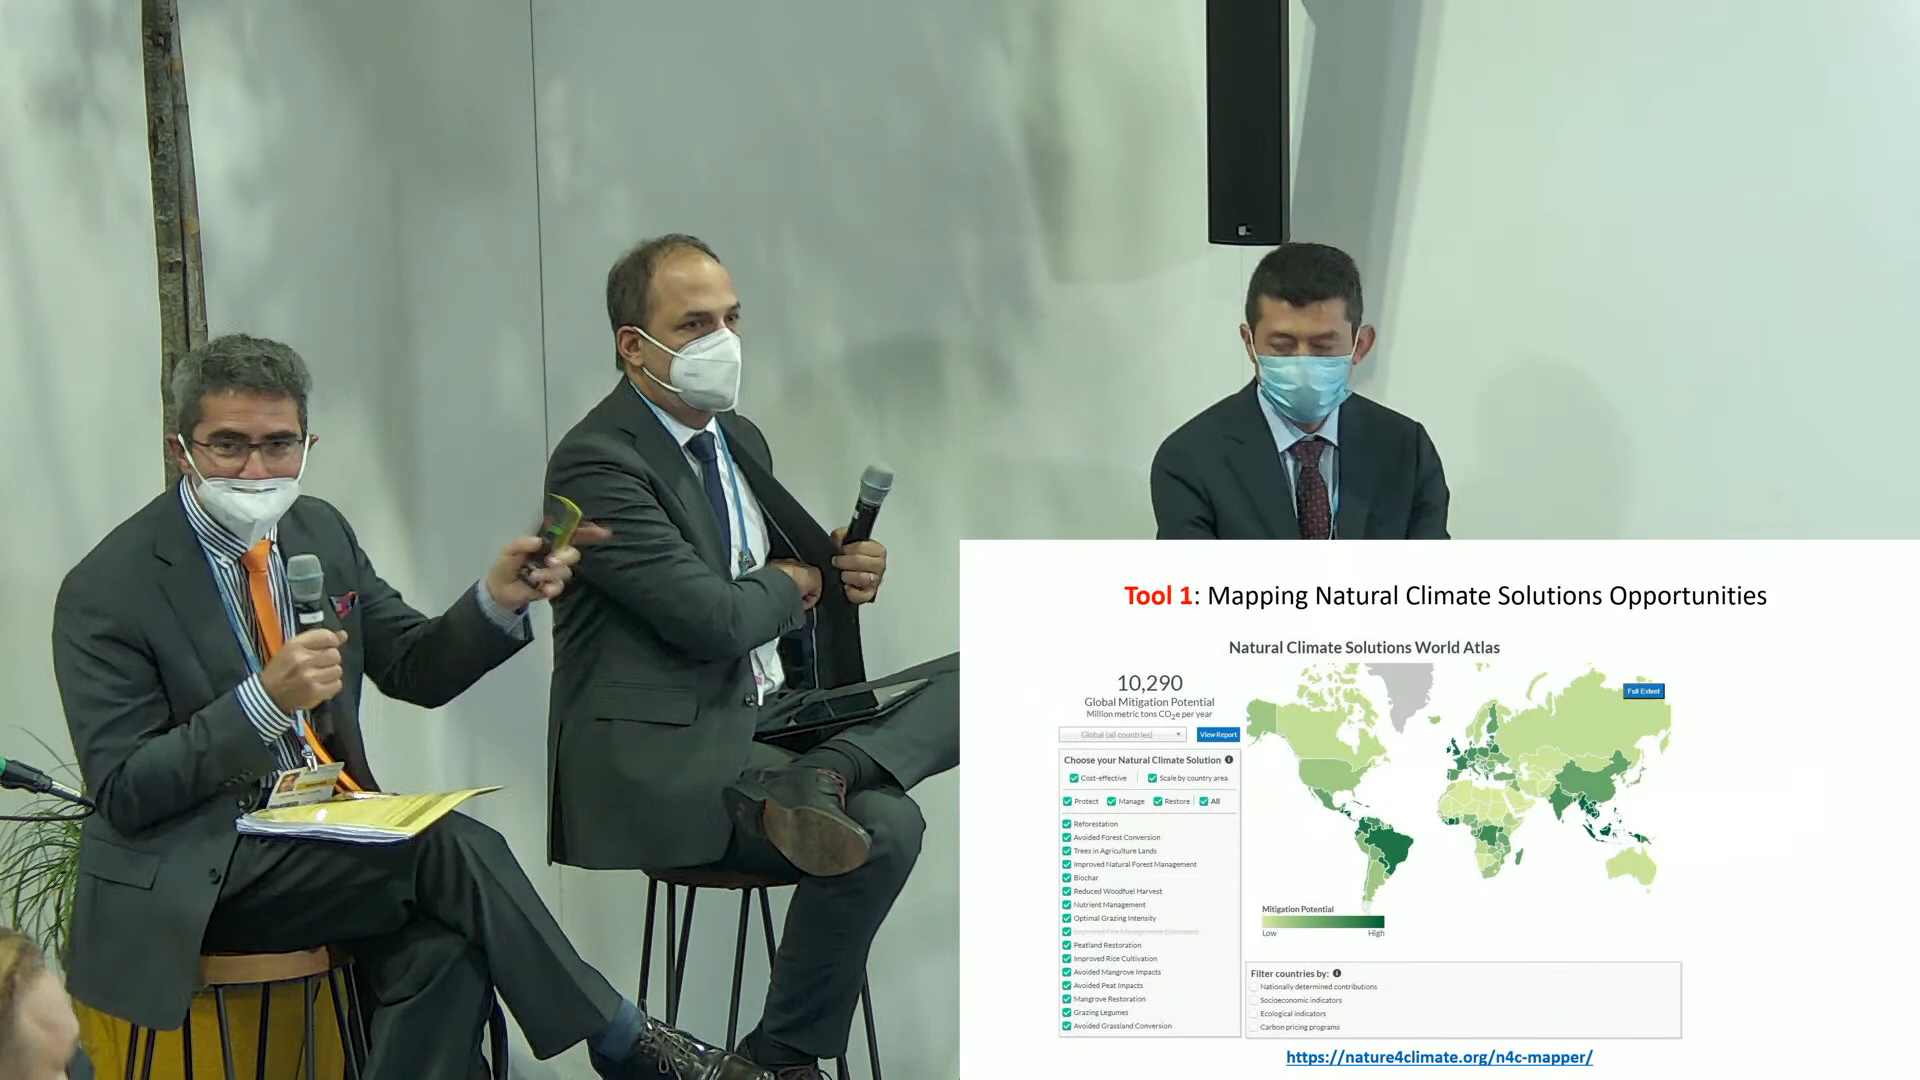 Tool 1: Mapping Natural Climate Solutions Opportunities
Natural Climate Solutions World Atlas
10,290
Global Mitigation Potential
Million metric tons CO2e per year
Global (all countries)
View Report
Full Extent
Choose your Natural Climate Solution
Cost-effective
Scale by country area
Protect
Manage
Restore
All
Reforestation
Avoided Forest Conversion
Trees in Agriculture Lands
Improved Natural Forest Management
Biochar
Reduced Woodfuel Harvest
Nutrient Management
Optimal Grazing Intensity
Improved Fire Management (Savannas)
Peatland Restoration
Improved Rice Cultivation
Avoided Mangrove Impacts
Avoided Peat Impacts
Mangrove Restoration
Grazing Legumes
Avoided Grassland Conversion
Mitigation Potential
Low
High
Filter countries by:
Nationally determined contributions
Socioeconomic indicators
Ecological indicators
Carbon pricing programs
https://nature4climate.org/n4c-mapper/